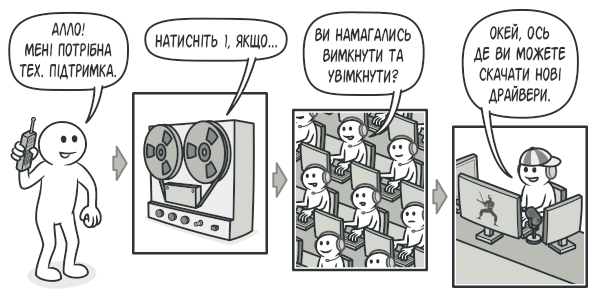 АЛЛО!
МЕНІ ПОТРІБНА
ТЕХ. ПІДТРИМКА.
НАТИСНІТЬ 1, ЯКЩО...
ВИ НАМАГАЛИСЬ
ВИМКНУТИ ТА
УВІМКНУТИ?
ОКЕЙ, ОСЬ
ДЕ ВИ МОЖЕТЕ
СКАЧАТИ НОВІ
ДРАЙВЕРИ.